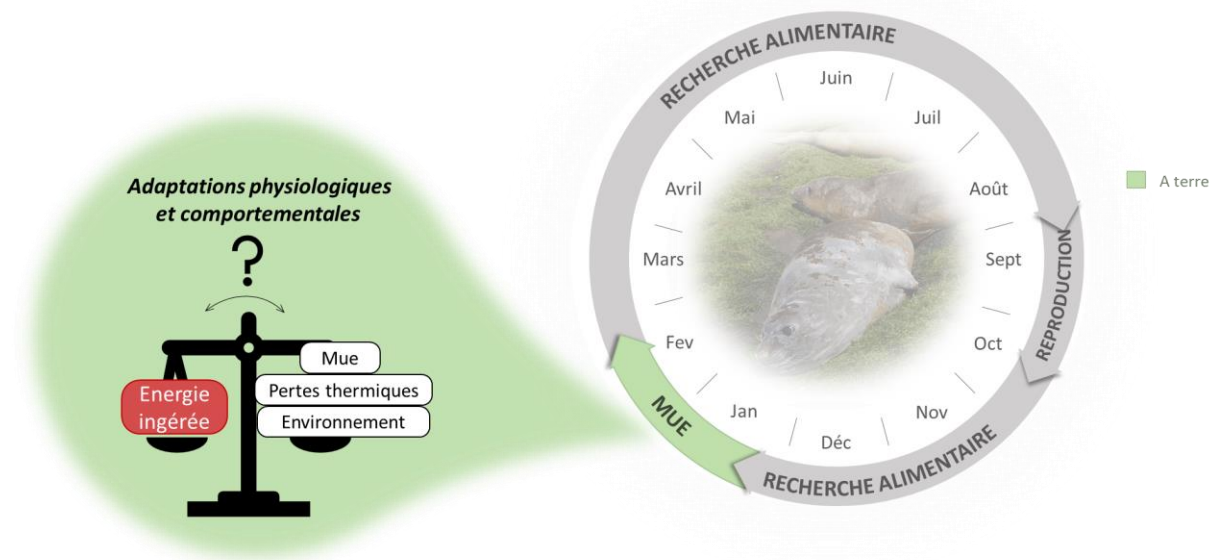 Adaptations physiologiques
et comportementales
?
Energie
ingérée
Mue
Pertes thermiques
Environnement
RECHERCHE ALIMENTAIRE
REPRODUCTION
RECHERCHE ALIMENTAIRE
MUE
Juin
Juil
Août
Sept
Oct
Nov
Déc
Jan
Fev
Mars
Avril
Mai
A terre